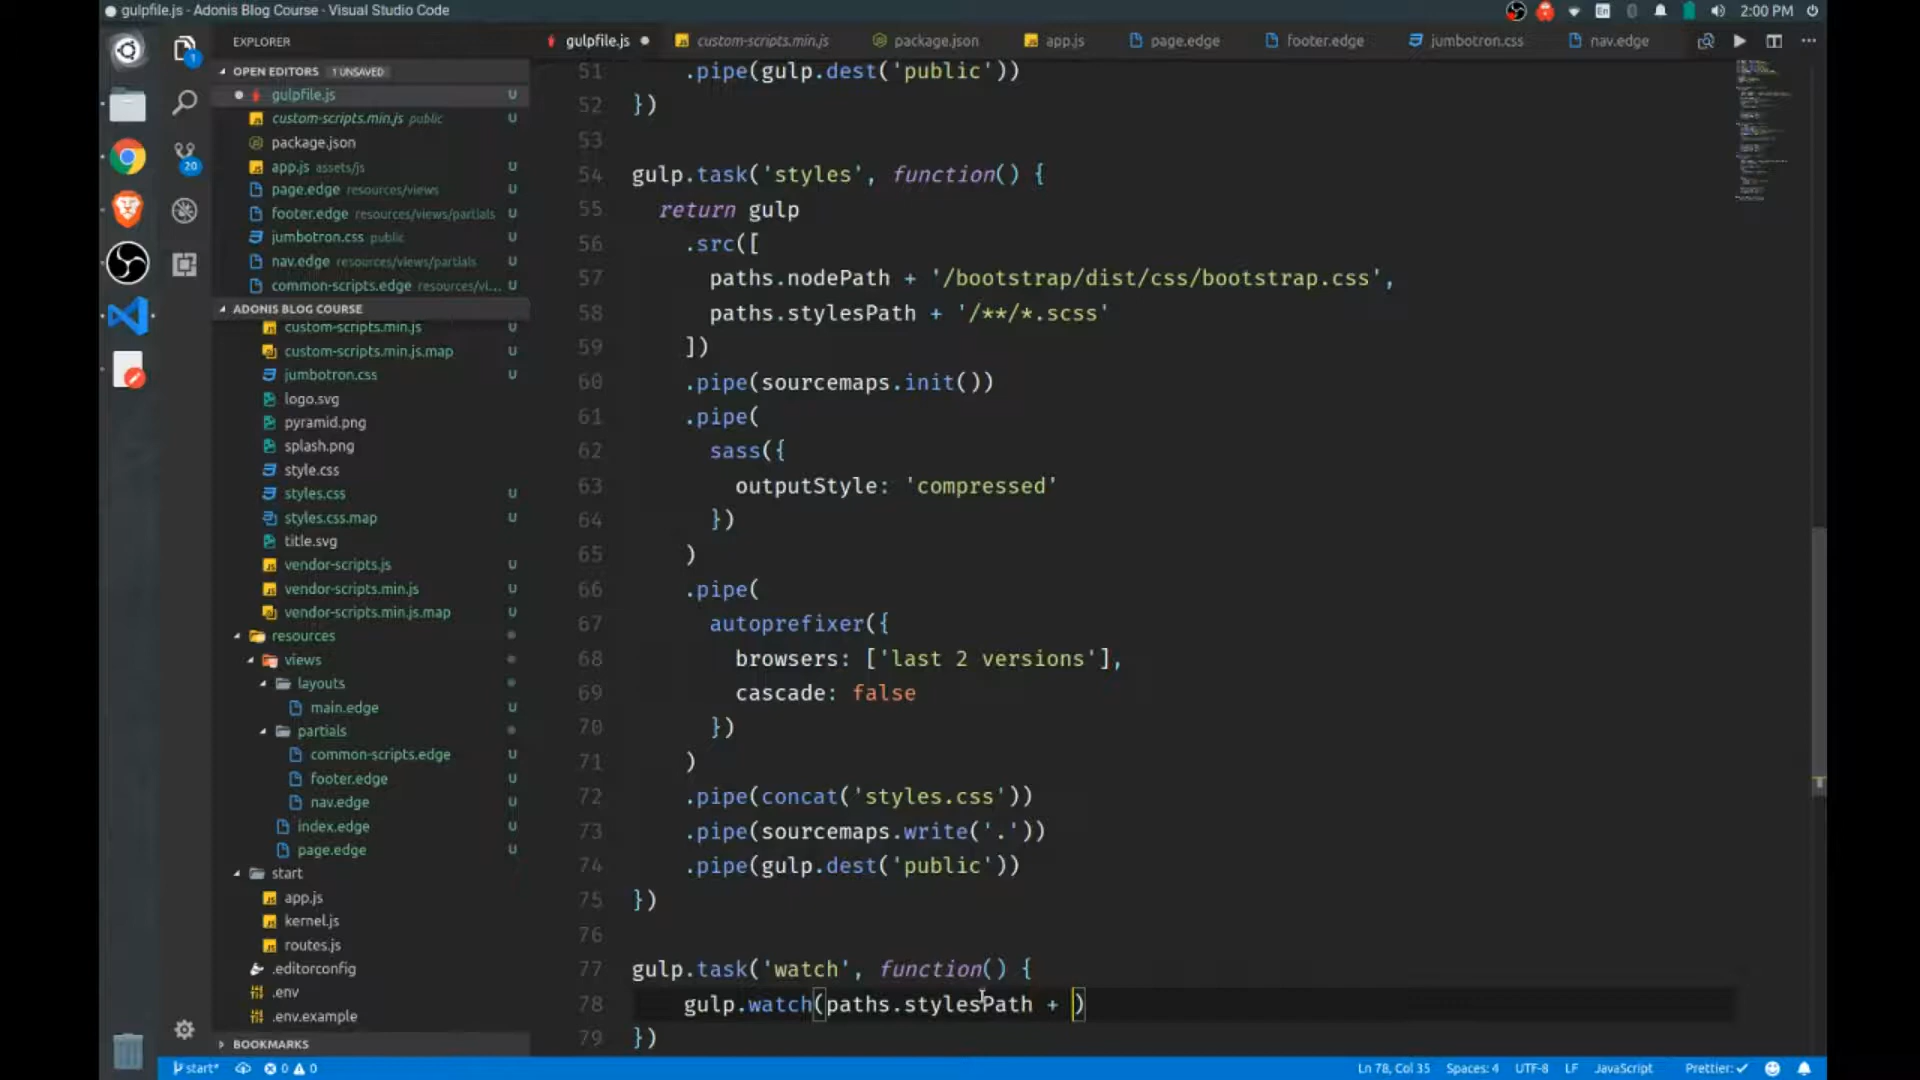 gulpfile.js - Adonis Blog Course - Visual Studio Code
En
2:00 PM
EXPLORER
OPEN EDITORS 1 UNSAVED
gulpfile.js U
custom-scripts.min.js public U
package.json
app.js assets/js U
page.edge resources/views U
footer.edge resources/views/partials U
jumbotron.css public U
nav.edge resources/views/partials U
common-scripts.edge resources/vi... U
ADONIS BLOG COURSE
custom-scripts.min.js U
custom-scripts.min.js.map U
jumbotron.css U
logo.svg
pyramid.png
splash.png
style.css
styles.css U
styles.css.map U
title.svg
vendor-scripts.js U
vendor-scripts.min.js U
vendor-scripts.min.js.map U
resources
views
layouts
main.edge U
partials
common-scripts.edge U
footer.edge U
nav.edge U
index.edge U
page.edge U
start
app.js
kernel.js
routes.js
.editorconfig
.env
.env.example
BOOKMARKS
1
20
gulpfile.js custom-scripts.min.js package.json app.js page.edge footer.edge jumbotron.css nav.edge
51 .pipe(gulp.dest('public'))
52 })
53
54 gulp.task('styles', function() {
55 return gulp
56 .src([
57 paths.nodePath + '/bootstrap/dist/css/bootstrap.css',
58 paths.stylesPath + '/**/*.scss'
59 ])
60 .pipe(sourcemaps.init())
61 .pipe(
62 sass({
63 outputStyle: 'compressed'
64 })
65 )
66 .pipe(
67 autoprefixer({
68 browsers: ['last 2 versions'],
69 cascade: false
70 })
71 )
72 .pipe(concat('styles.css'))
73 .pipe(sourcemaps.write('.'))
74 .pipe(gulp.dest('public'))
75 })
76
77 gulp.task('watch', function() {
78 gulp.watch(paths.stylesPath + )
79 })
start* 0 0 Ln 78, Col 35 Spaces: 4 UTF-8 LF JavaScript Prettier: ✓